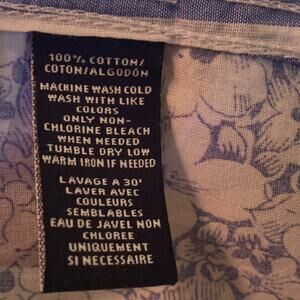 100% COTTON/
COTON/ALGODÓN
MACHINE WASH COLD
WASH WITH LIKE
COLORS
ONLY NON-
CHLORINE BLEACH
WHEN NEEDED
TUMBLE DRY LOW
WARM IRON IF NEEDED
LAVAGE A 30°
LAVER AVEC
COULEURS
SEMBLABLES
EAU DE JAVEL NON
CHLOREE
UNIQUEMENT
SI NECESSAIRE